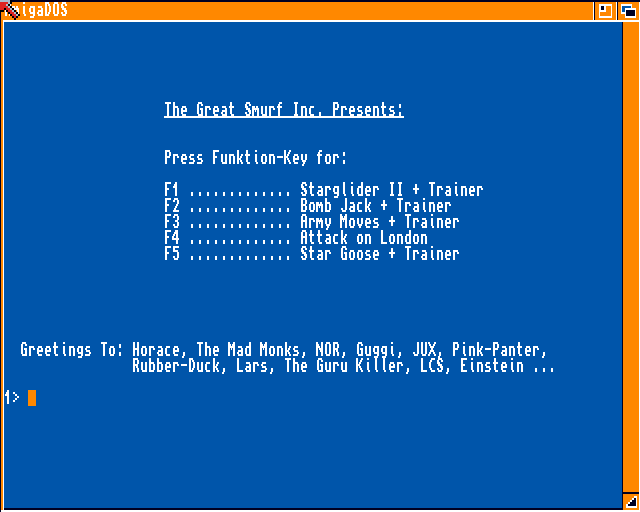 AmigaDOS
The Great Smurf Inc. Presents:
Press Funktion-Key for:
F1 ............. Starglider II + Trainer
F2 ............. Bomb Jack + Trainer
F3 ............. Army Moves + Trainer
F4 ............. Attack on London
F5 ............. Star Goose + Trainer
Greetings To: Horace, The Mad Monks, NOR, Guggi, JUX, Pink-Panter,
Rubber-Duck, Lars, The Guru Killer, LCS, Einstein ...
1>